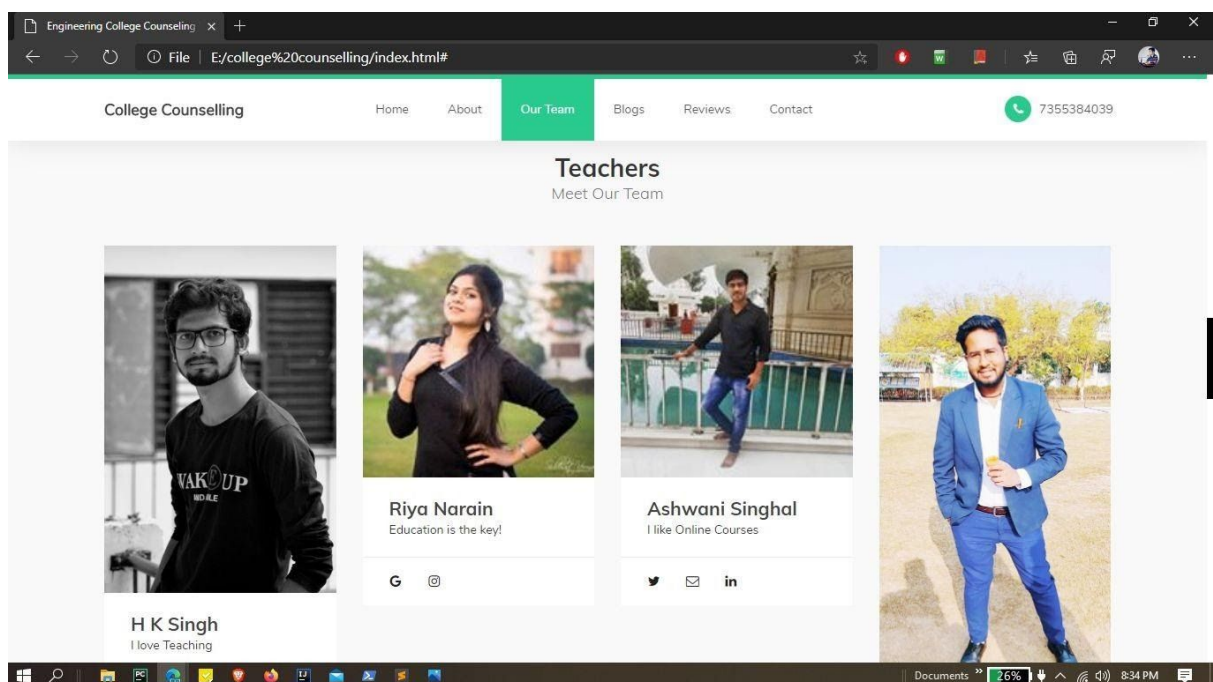 Engineering College Counseling
File | E:/college%20counselling/index.html#
College Counselling
Home About Our Team Blogs Reviews Contact
7355384039
Teachers
Meet Our Team
WAKEUP
H K Singh
I love Teaching
Riya Narain
Education is the key!
G
Ashwani Singhal
I like Online Courses
in
Documents
26%
8:34 PM